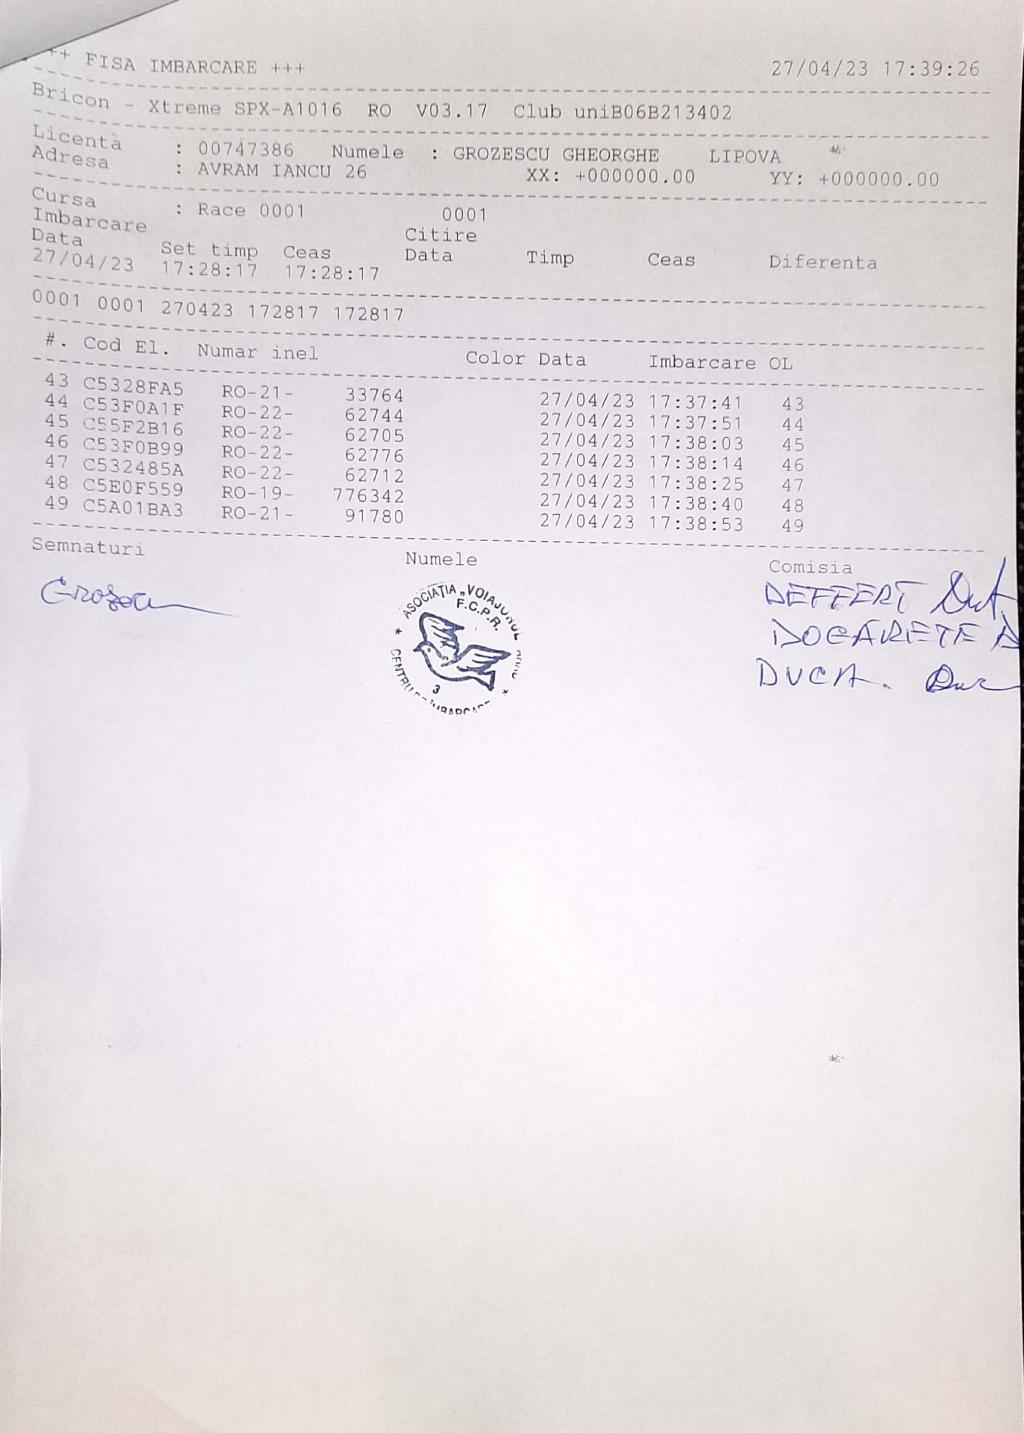 ++ FISA IMBARCARE +++ 27/04/23 17:39:26
Bricon - Xtreme SPX-A1016 RO V03.17 Club uniB06B213402
Licentà : 00747386 Numele : GROZESCU GHEORGHE LIPOVA
Adresa : AVRAM IANCU 26 XX: +000000.00 YY: +000000.00
Cursa : Race 0001 0001
Imbarcare Citire
Data Set timp Ceas Data Timp Ceas Diferenta
27/04/23 17:28:17 17:28:17
0001 0001 270423 172817 172817
#. Cod El. Numar inel Color Data Imbarcare OL
43 C5328FA5 RO-21- 33764 27/04/23 17:37:41 43
44 C53F0A1F RO-22- 62744 27/04/23 17:37:51 44
45 C55F2B16 RO-22- 62705 27/04/23 17:38:03 45
46 C53F0B99 RO-22- 62776 27/04/23 17:38:14 46
47 C532485A RO-22- 62712 27/04/23 17:38:25 47
48 C5E0F559 RO-19- 776342 27/04/23 17:38:40 48
49 C5A01BA3 RO-21- 91780 27/04/23 17:38:53 49
Semnaturi Numele Comisia
ASOCIAȚIA „VOIAJORUL
F.C.P.R.
3
CENTRU DE IMBARCARE
DEFFERT
DUCA.